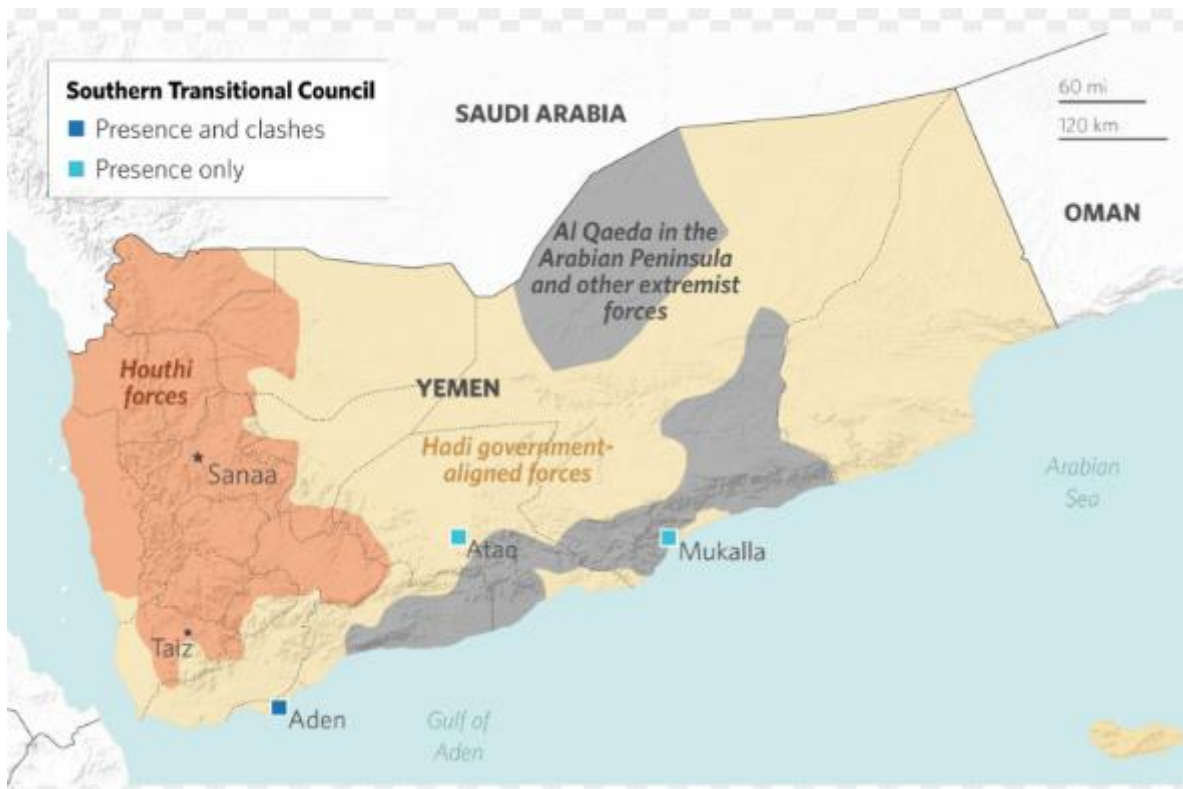 Southern Transitional Council
Presence and clashes
Presence only
SAUDI ARABIA
60 mi
120 km
OMAN
Al Qaeda in the
Arabian Peninsula
and other extremist
forces
Houthi
forces
YEMEN
Hadi government-
aligned forces
Sanaa
Arabian
Sea
Ataq
Mukalla
Taiz
Aden
Gulf of
Aden